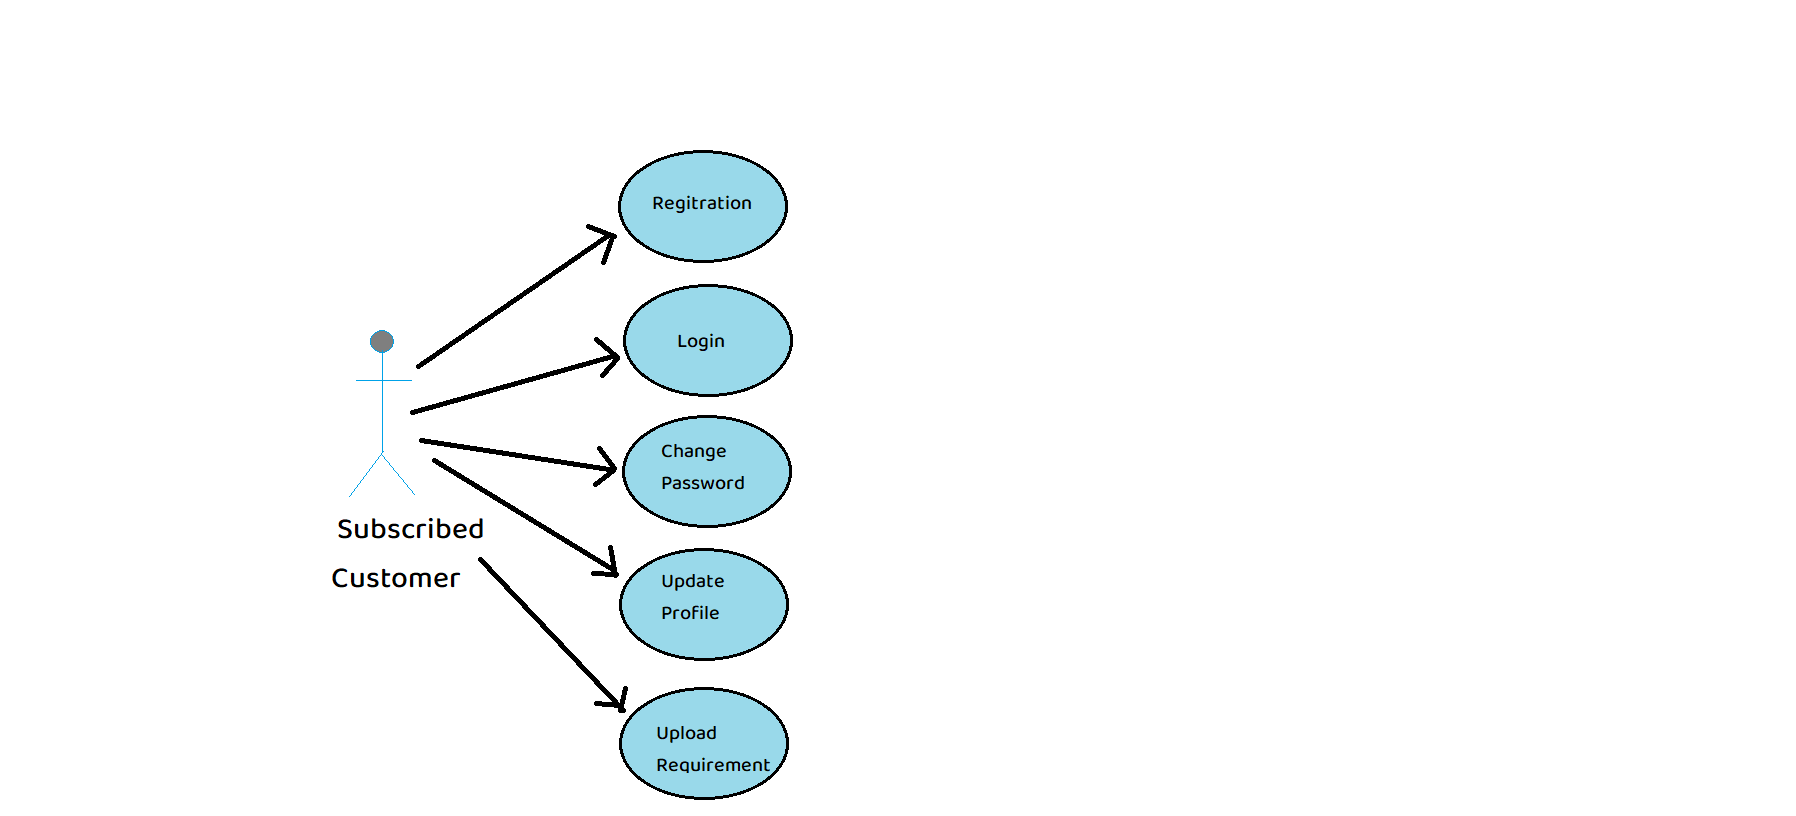 Regitration
Login
Change
Password
Subscribed
Customer
Update
Profile
Upload
Requirement